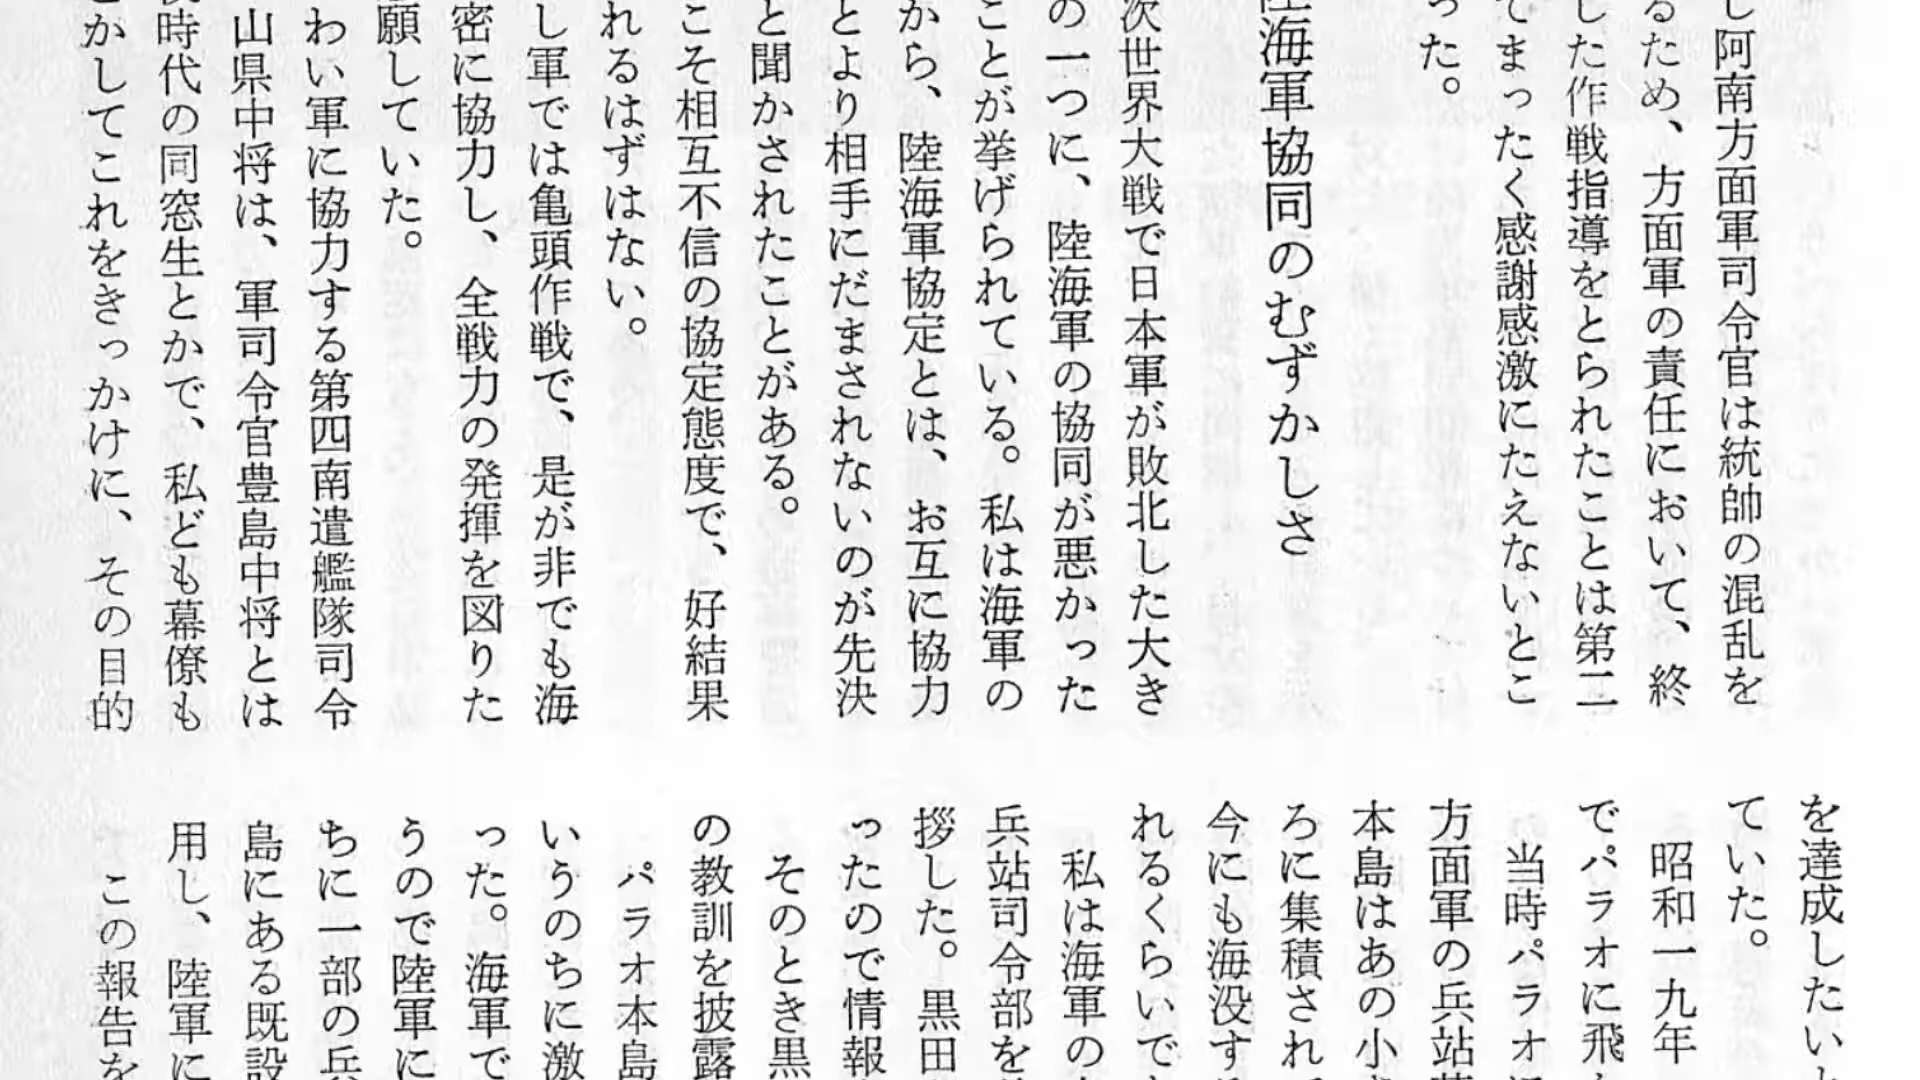 し阿南方面軍司令官は統帥の混乱を
るため、方面軍の責任において、終
した作戦指導をとられたことは第二
てまったく感謝感激にたえないとこ
った。
海軍協同のむずかしさ
次世界大戦で日本軍が敗北した大き
の一つに、陸海軍の協同が悪かった
ことが挙げられている。私は海軍の
から、陸海軍協定とは、お互に協力
とより相手にだまされないのが先決
と聞かされたことがある。
こそ相互不信の協定態度で、好結果
れるはずはない。
し軍では亀頭作戦で、是が非でも海
密に協力し、全戦力の発揮を図りた
願していた。
わい軍に協力する第四南遣艦隊司令
山県中将は、軍司令官豊島中将とは
時代の同窓生とかで、私ども幕僚も
かしてこれをきっかけに、その目的
を達成したい
ていた。
昭和一九年
でパラオに飛
当時パラオ
方面軍の兵站
本島はあの小
ろに集積され
今にも海没す
れるくらいで
私は海軍の
兵站司令部を
拶した。黒田
ったので情報
そのとき黒
の教訓を披露
パラオ本島
いうのちに激
った。海軍で
うので陸軍に
ちに一部の兵
島にある既設
用し、陸軍に
この報告を